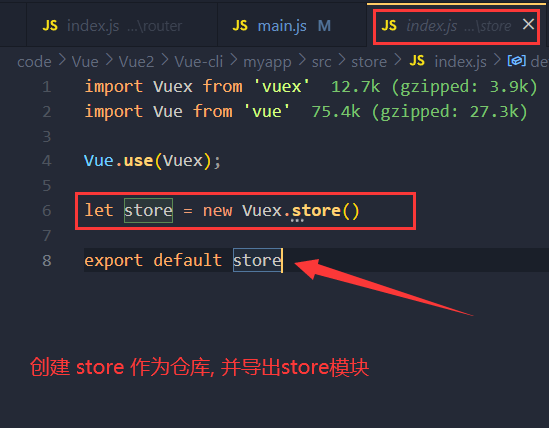 JS index.js ...\router JS main.js M JS index.js ...\store ×
code > Vue > Vue2 > Vue-cli > myapp > src > store > JS index.js > de
1 import Vuex from 'vuex' 12.7k (gzipped: 3.9k)
2 import Vue from 'vue' 75.4k (gzipped: 27.3k)
3
4 Vue.use(Vuex);
5
6 let store = new Vuex.store()
7
8 export default store
创建 store 作为仓库, 并导出store模块